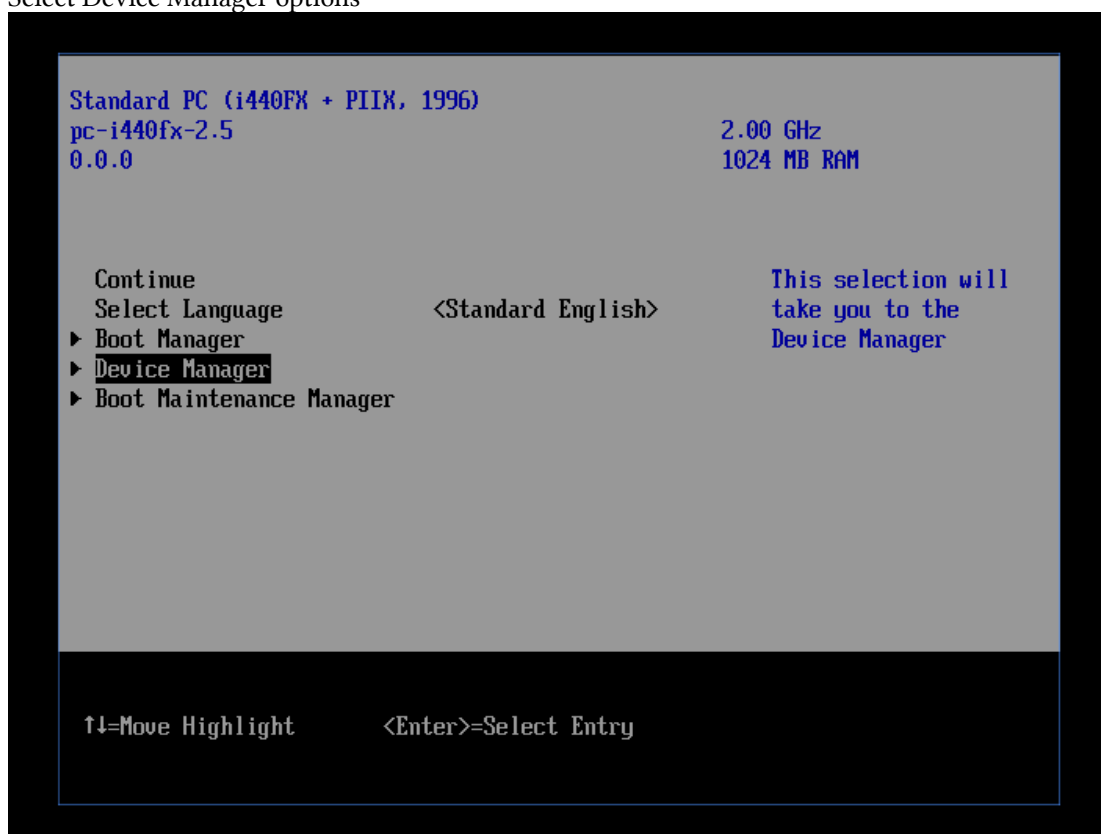 Select Device Manager options
Standard PC (i440FX + PIIX, 1996)
pc-i440fx-2.5 2.00 GHz
0.0.0 1024 MB RAM
Continue This selection will
Select Language <Standard English> take you to the
▶ Boot Manager Device Manager
▶ Device Manager
▶ Boot Maintenance Manager
↑↓=Move Highlight <Enter>=Select Entry